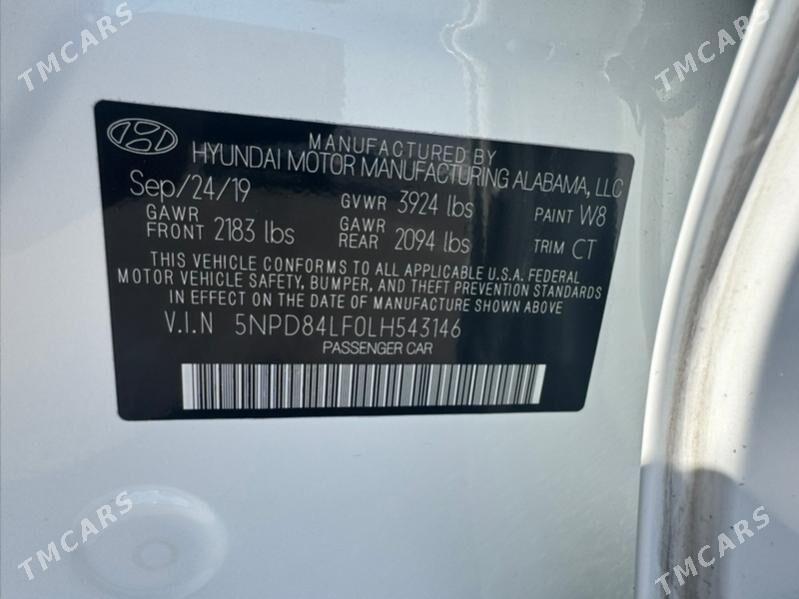 TMCARS
TMCARS
MANUFACTURED BY
HYUNDAI MOTOR MANUFACTURING ALABAMA, LLC
Sep/24/19 GVWR 3924 lbs PAINT W8
GAWR FRONT 2183 lbs GAWR REAR 2094 lbs TRIM CT
THIS VEHICLE CONFORMS TO ALL APPLICABLE U.S.A. FEDERAL
MOTOR VEHICLE SAFETY, BUMPER, AND THEFT PREVENTION STANDARDS
IN EFFECT ON THE DATE OF MANUFACTURE SHOWN ABOVE
V.I.N 5NPD84LF0LH543146
PASSENGER CAR
TMCARS
TMCARS